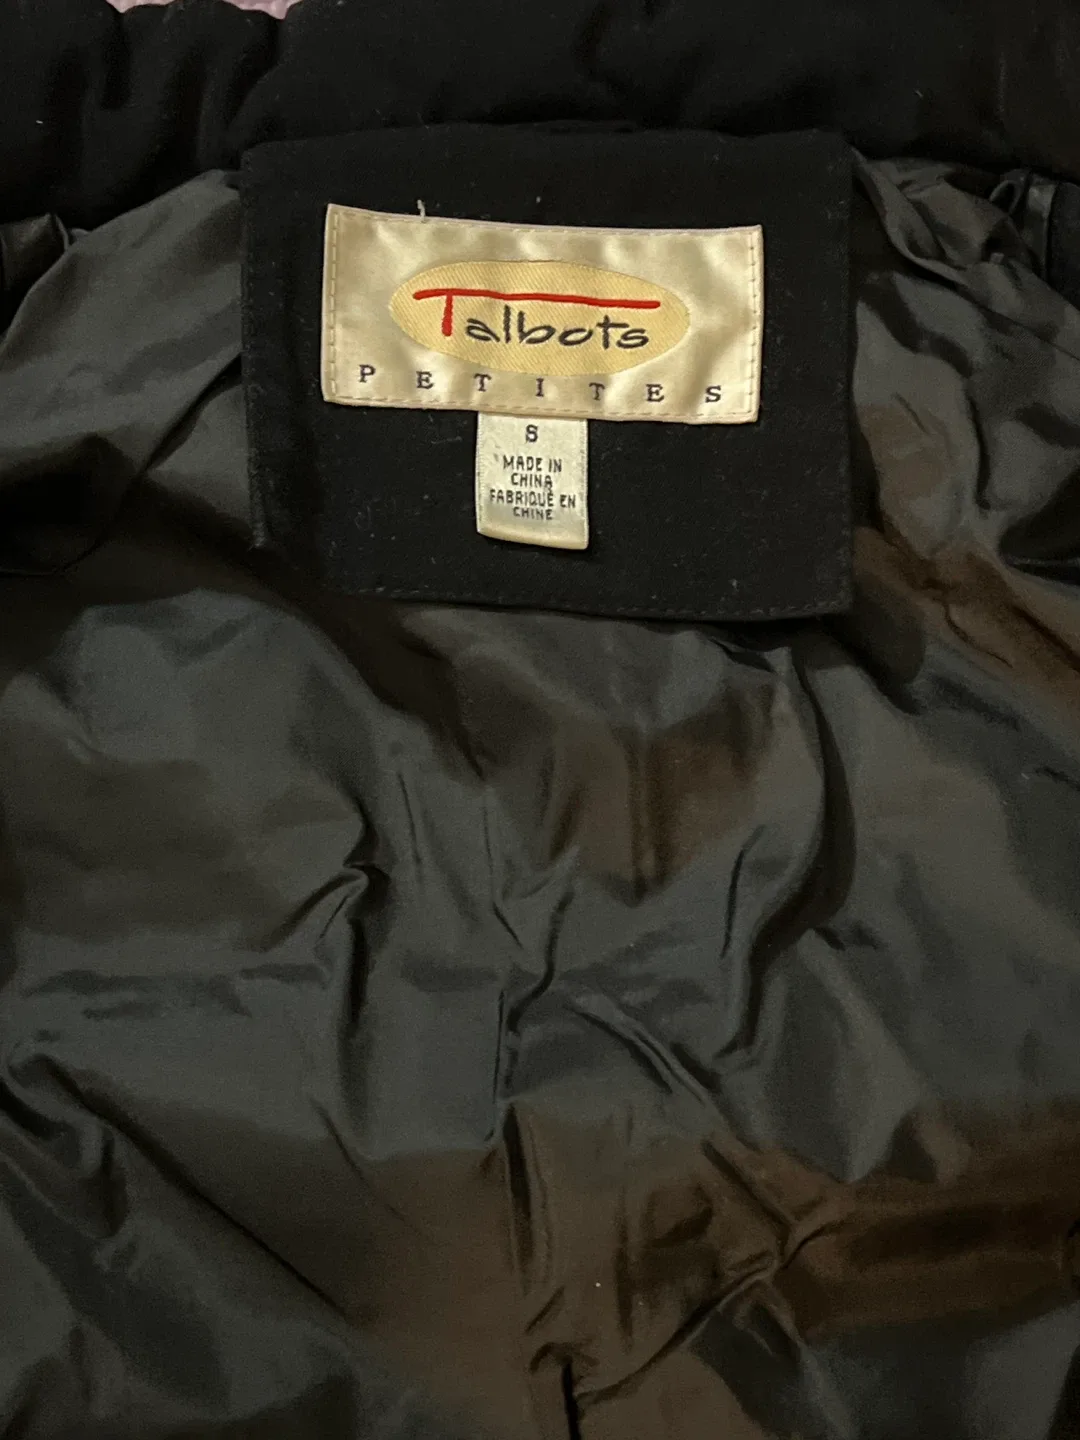 Talbots
PETITES
S
MADE IN
CHINA
FABRIQUÉ EN
CHINE